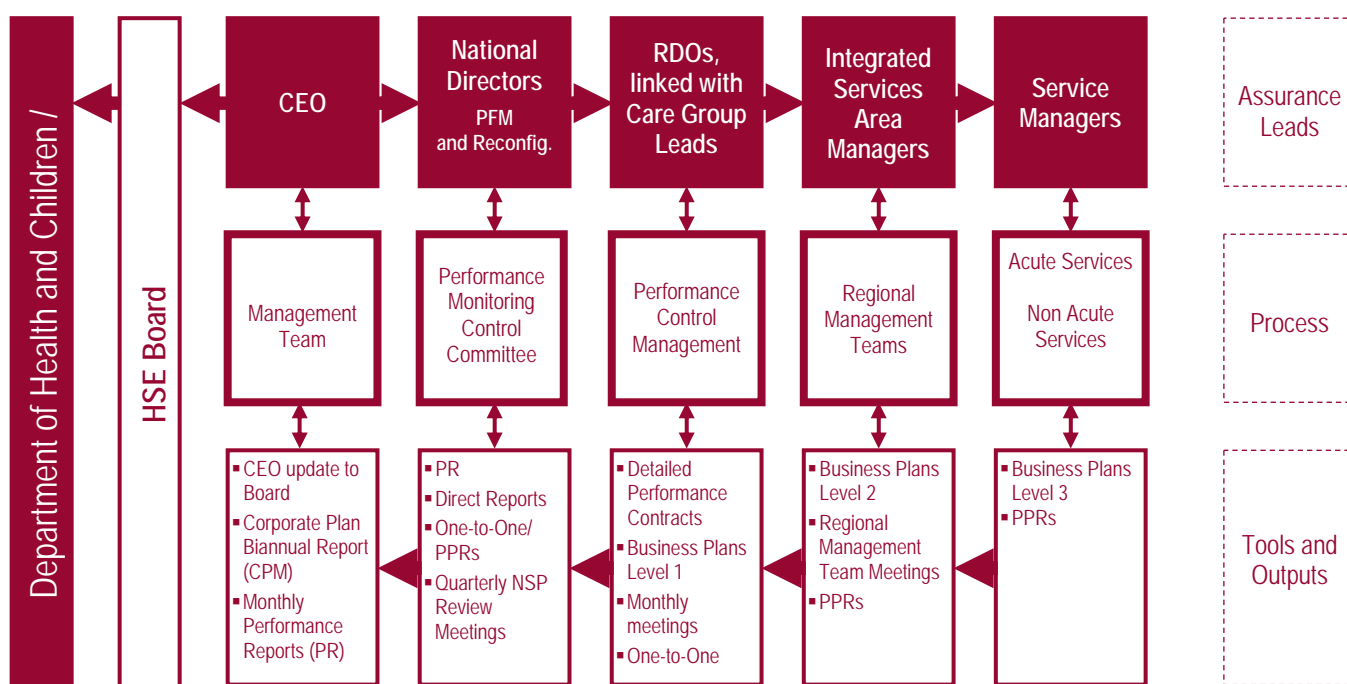 Department of Health and Children /
HSE Board
CEO
National
Directors
PFM
and Reconfig.
RDOs,
linked with
Care Group
Leads
Integrated
Services
Area
Managers
Service
Managers
Assurance
Leads
Management
Team
Performance
Monitoring
Control
Committee
Performance
Control
Management
Regional
Management
Teams
Acute Services
Non Acute
Services
Process
▪ CEO update to
Board
▪ Corporate Plan
Biannual Report
(CPM)
▪ Monthly
Performance
Reports (PR)
▪ PR
▪ Direct Reports
▪ One-to-One/
PPRs
▪ Quarterly NSP
Review
Meetings
▪ Detailed
Performance
Contracts
▪ Business Plans
Level 1
▪ Monthly
meetings
▪ One-to-One
▪ Business Plans
Level 2
▪ Regional
Management
Team Meetings
▪ PPRs
▪ Business Plans
Level 3
▪ PPRs
Tools and
Outputs